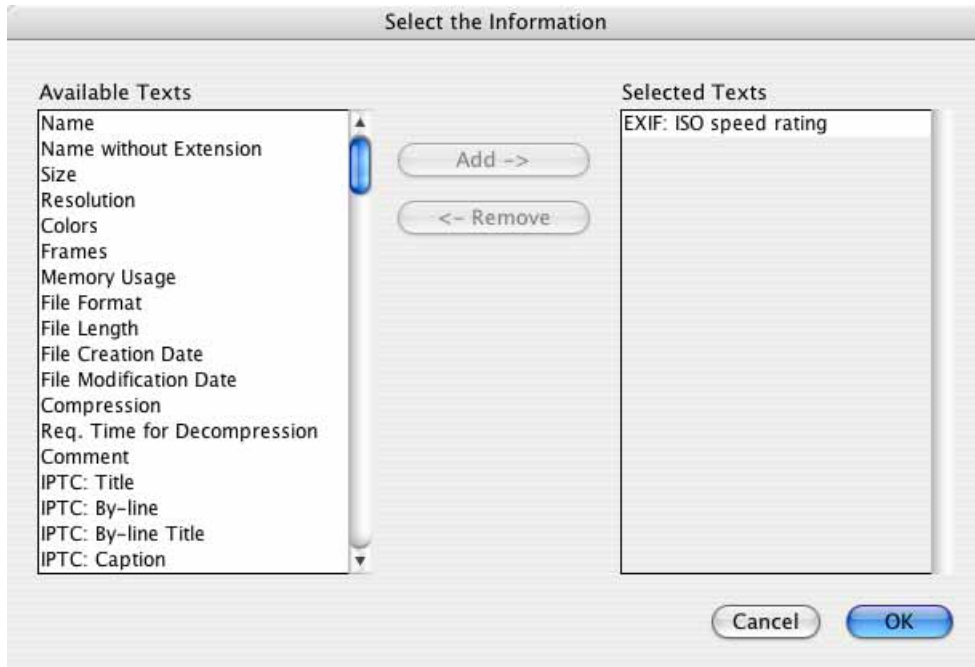 Select the Information
Available Texts
Name
Name without Extension
Size
Resolution
Colors
Frames
Memory Usage
File Format
File Length
File Creation Date
File Modification Date
Compression
Req. Time for Decompression
Comment
IPTC: Title
IPTC: By-line
IPTC: By-line Title
IPTC: Caption
Add ->
<- Remove
Selected Texts
EXIF: ISO speed rating
Cancel
OK